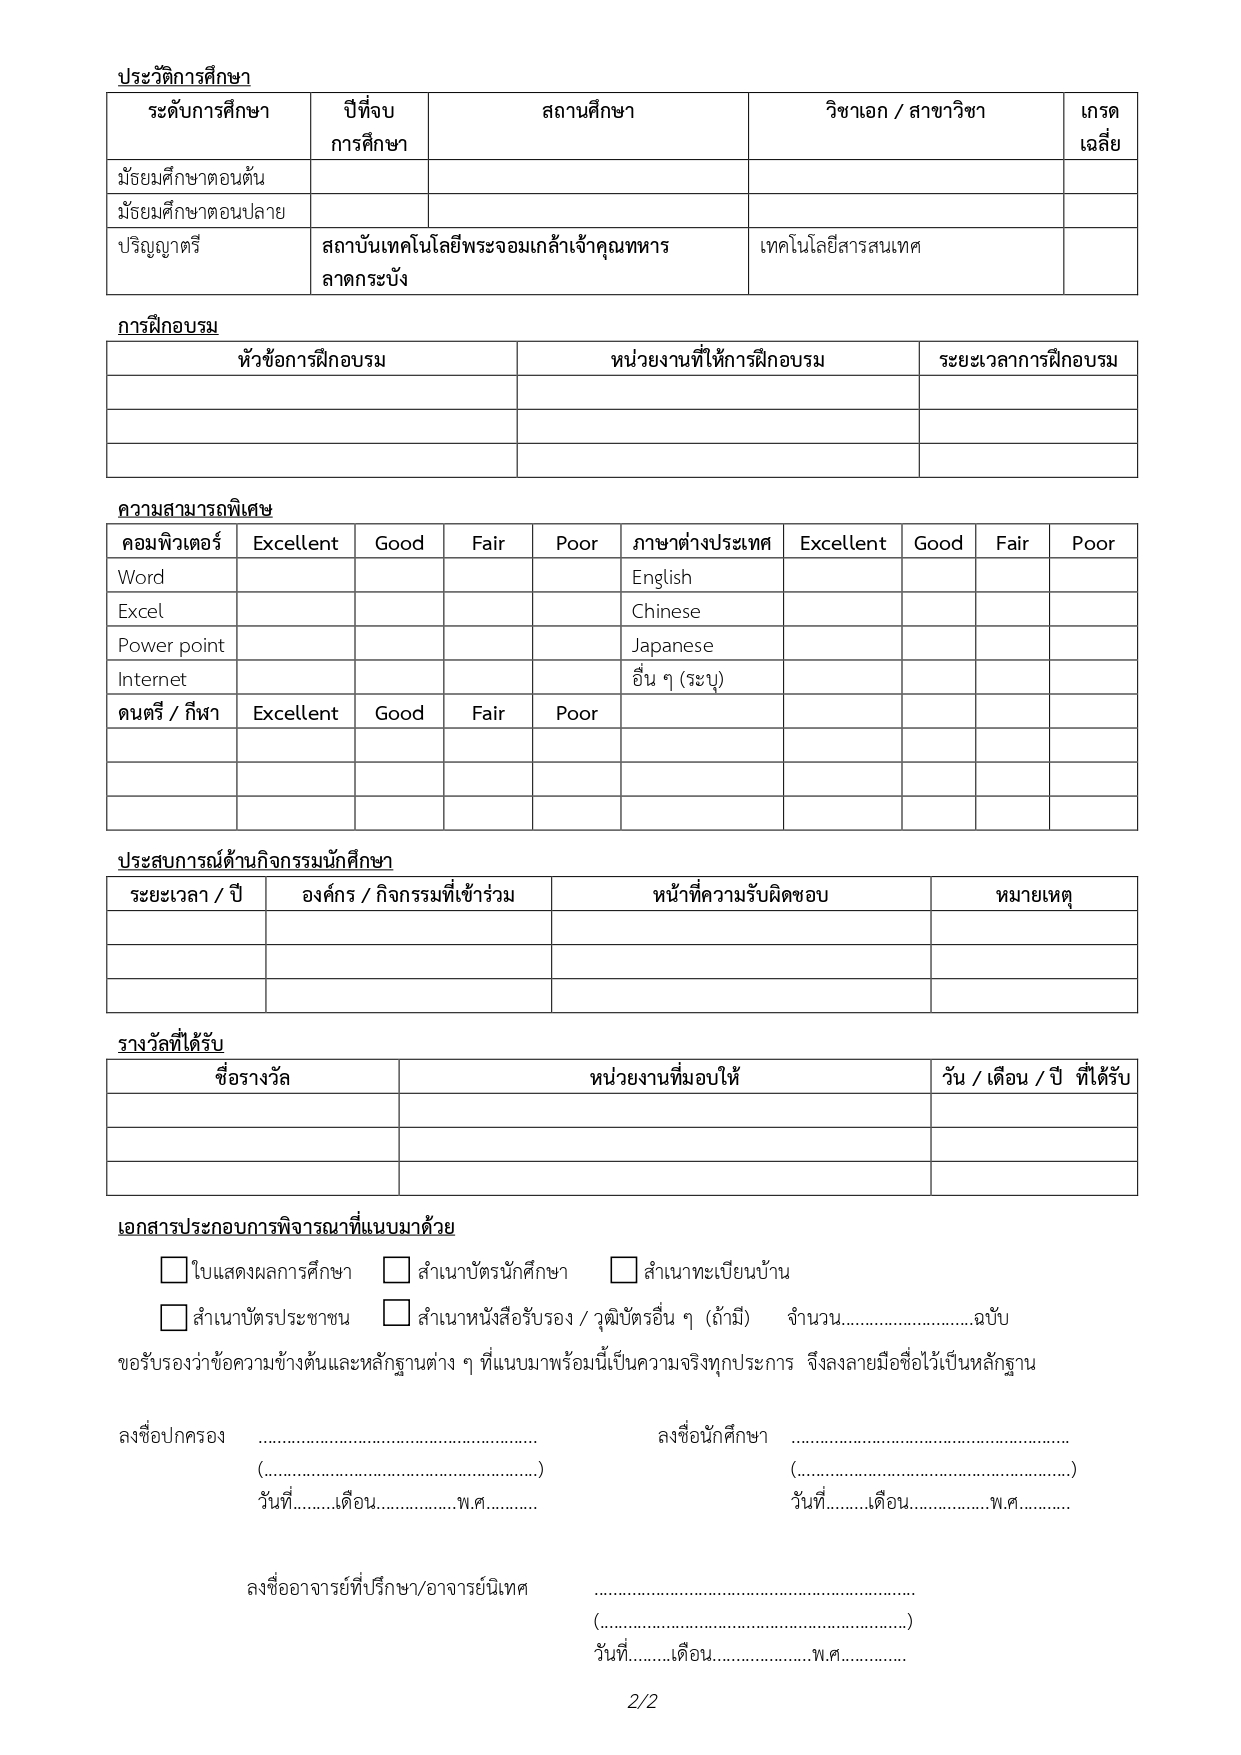 ประวัติการศึกษา
ระดับการศึกษา ปีที่จบ สถานศึกษา วิชาเอก / สาขาวิชา เกรด
การศึกษา เฉลี่ย
มัธยมศึกษาตอนต้น
มัธยมศึกษาตอนปลาย
ปริญญาตรี สถาบันเทคโนโลยีพระจอมเกล้าเจ้าคุณทหาร เทคโนโลยีสารสนเทศ
ลาดกระบัง
การฝึกอบรม
หัวข้อการฝึกอบรม หน่วยงานที่ให้การฝึกอบรม ระยะเวลาการฝึกอบรม
ความสามารถพิเศษ
คอมพิวเตอร์ Excellent Good Fair Poor ภาษาต่างประเทศ Excellent Good Fair Poor
Word English
Excel Chinese
Power point Japanese
Internet อื่น ๆ (ระบุ)
ดนตรี / กีฬา Excellent Good Fair Poor
ประสบการณ์ด้านกิจกรรมนักศึกษา
ระยะเวลา / ปี องค์กร / กิจกรรมที่เข้าร่วม หน้าที่ความรับผิดชอบ หมายเหตุ
รางวัลที่ได้รับ
ชื่อรางวัล หน่วยงานที่มอบให้ วัน / เดือน / ปี ที่ได้รับ
เอกสารประกอบการพิจารณาที่แนบมาด้วย
ใบแสดงผลการศึกษา สำเนาบัตรนักศึกษา สำเนาทะเบียนบ้าน
สำเนาบัตรประชาชน สำเนาหนังสือรับรอง / วุฒิบัตรอื่น ๆ (ถ้ามี) จำนวน............................ฉบับ
ขอรับรองว่าข้อความข้างต้นและหลักฐานต่าง ๆ ที่แนบมาพร้อมนี้เป็นความจริงทุกประการ จึงลงลายมือชื่อไว้เป็นหลักฐาน
ลงชื่อปกครอง ........................................................... ลงชื่อนักศึกษา ...........................................................
(..........................................................) (..........................................................)
วันที่.........เดือน.................พ.ศ........... วันที่.........เดือน.................พ.ศ...........
ลงชื่ออาจารย์ที่ปรึกษา/อาจารย์นิเทศ ....................................................................
(.................................................................)
วันที่.........เดือน.....................พ.ศ..............
2/2